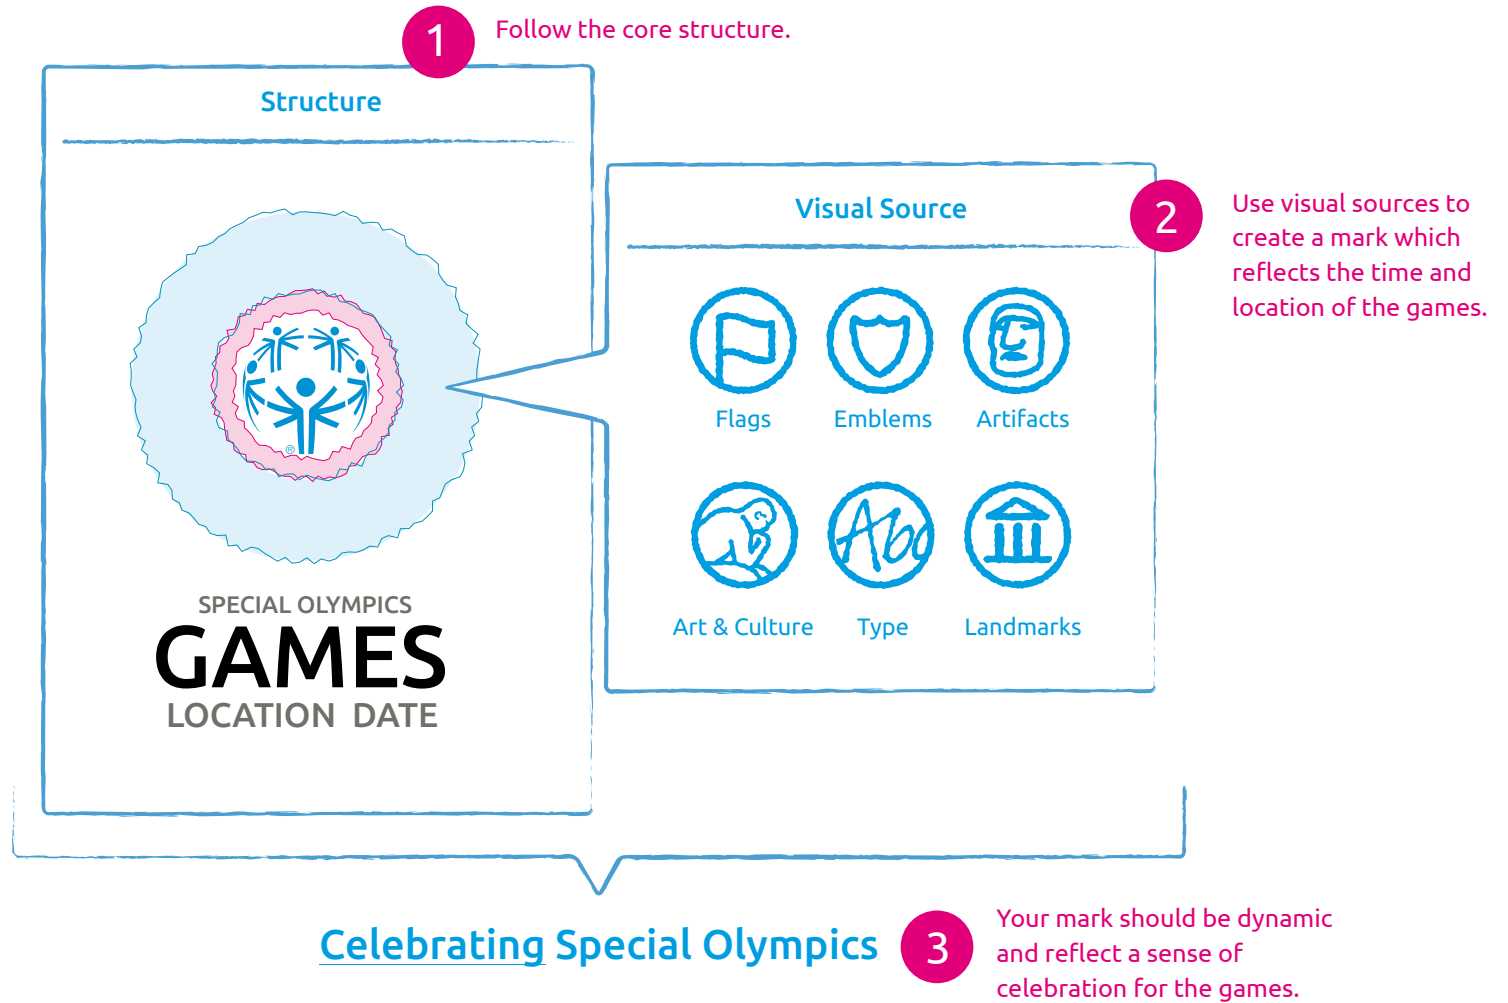 1
Follow the core structure.
Structure
®
SPECIAL OLYMPICS
GAMES
LOCATION DATE
Visual Source
2
Use visual sources to
create a mark which
reflects the time and
location of the games.
Flags
Emblems
Artifacts
Abc
Art & Culture
Type
Landmarks
Celebrating Special Olympics
3
Your mark should be dynamic
and reflect a sense of
celebration for the games.